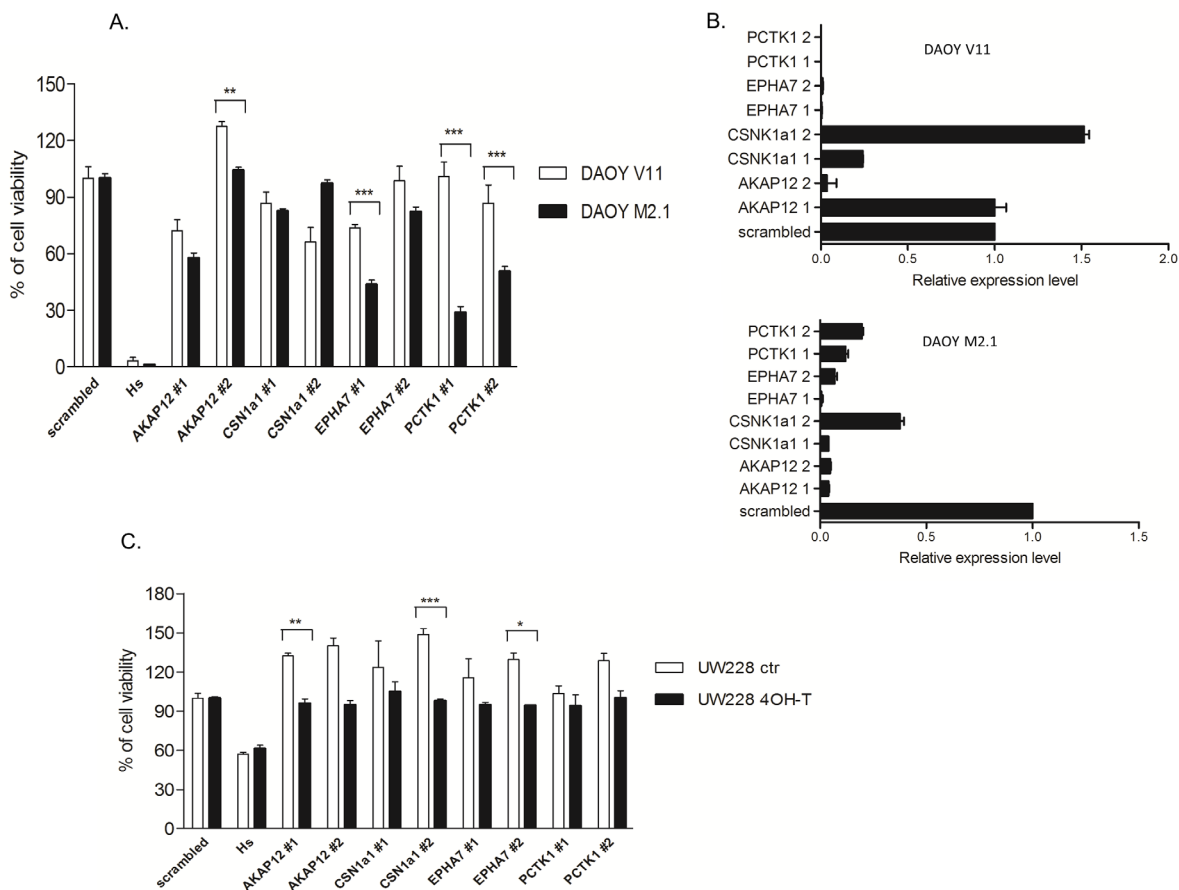 A.
% of cell viability
150
120
90
60
30
0
**
***
***
***
DAOY V11
DAOY M2.1
scrambled
Hs
AKAP12 #1
AKAP12 #2
CSN1a1 #1
CSN1a1 #2
EPHA7 #1
EPHA7 #2
PCTK1 #1
PCTK1 #2
B.
DAOY V11
PCTK1 2
PCTK1 1
EPHA7 2
EPHA7 1
CSNK1a1 2
CSNK1a1 1
AKAP12 2
AKAP12 1
scrambled
0.0 0.5 1.0 1.5 2.0
Relative expression level
DAOY M2.1
PCTK1 2
PCTK1 1
EPHA7 2
EPHA7 1
CSNK1a1 2
CSNK1a1 1
AKAP12 2
AKAP12 1
scrambled
0.0 0.5 1.0 1.5
Relative expression level
C.
% of cell viability
180
150
120
90
60
30
0
**
***
*
UW228 ctr
UW228 4OH-T
scrambled
Hs
AKAP12 #1
AKAP12 #2
CSN1a1 #1
CSN1a1 #2
EPHA7 #1
EPHA7 #2
PCTK1 #1
PCTK1 #2